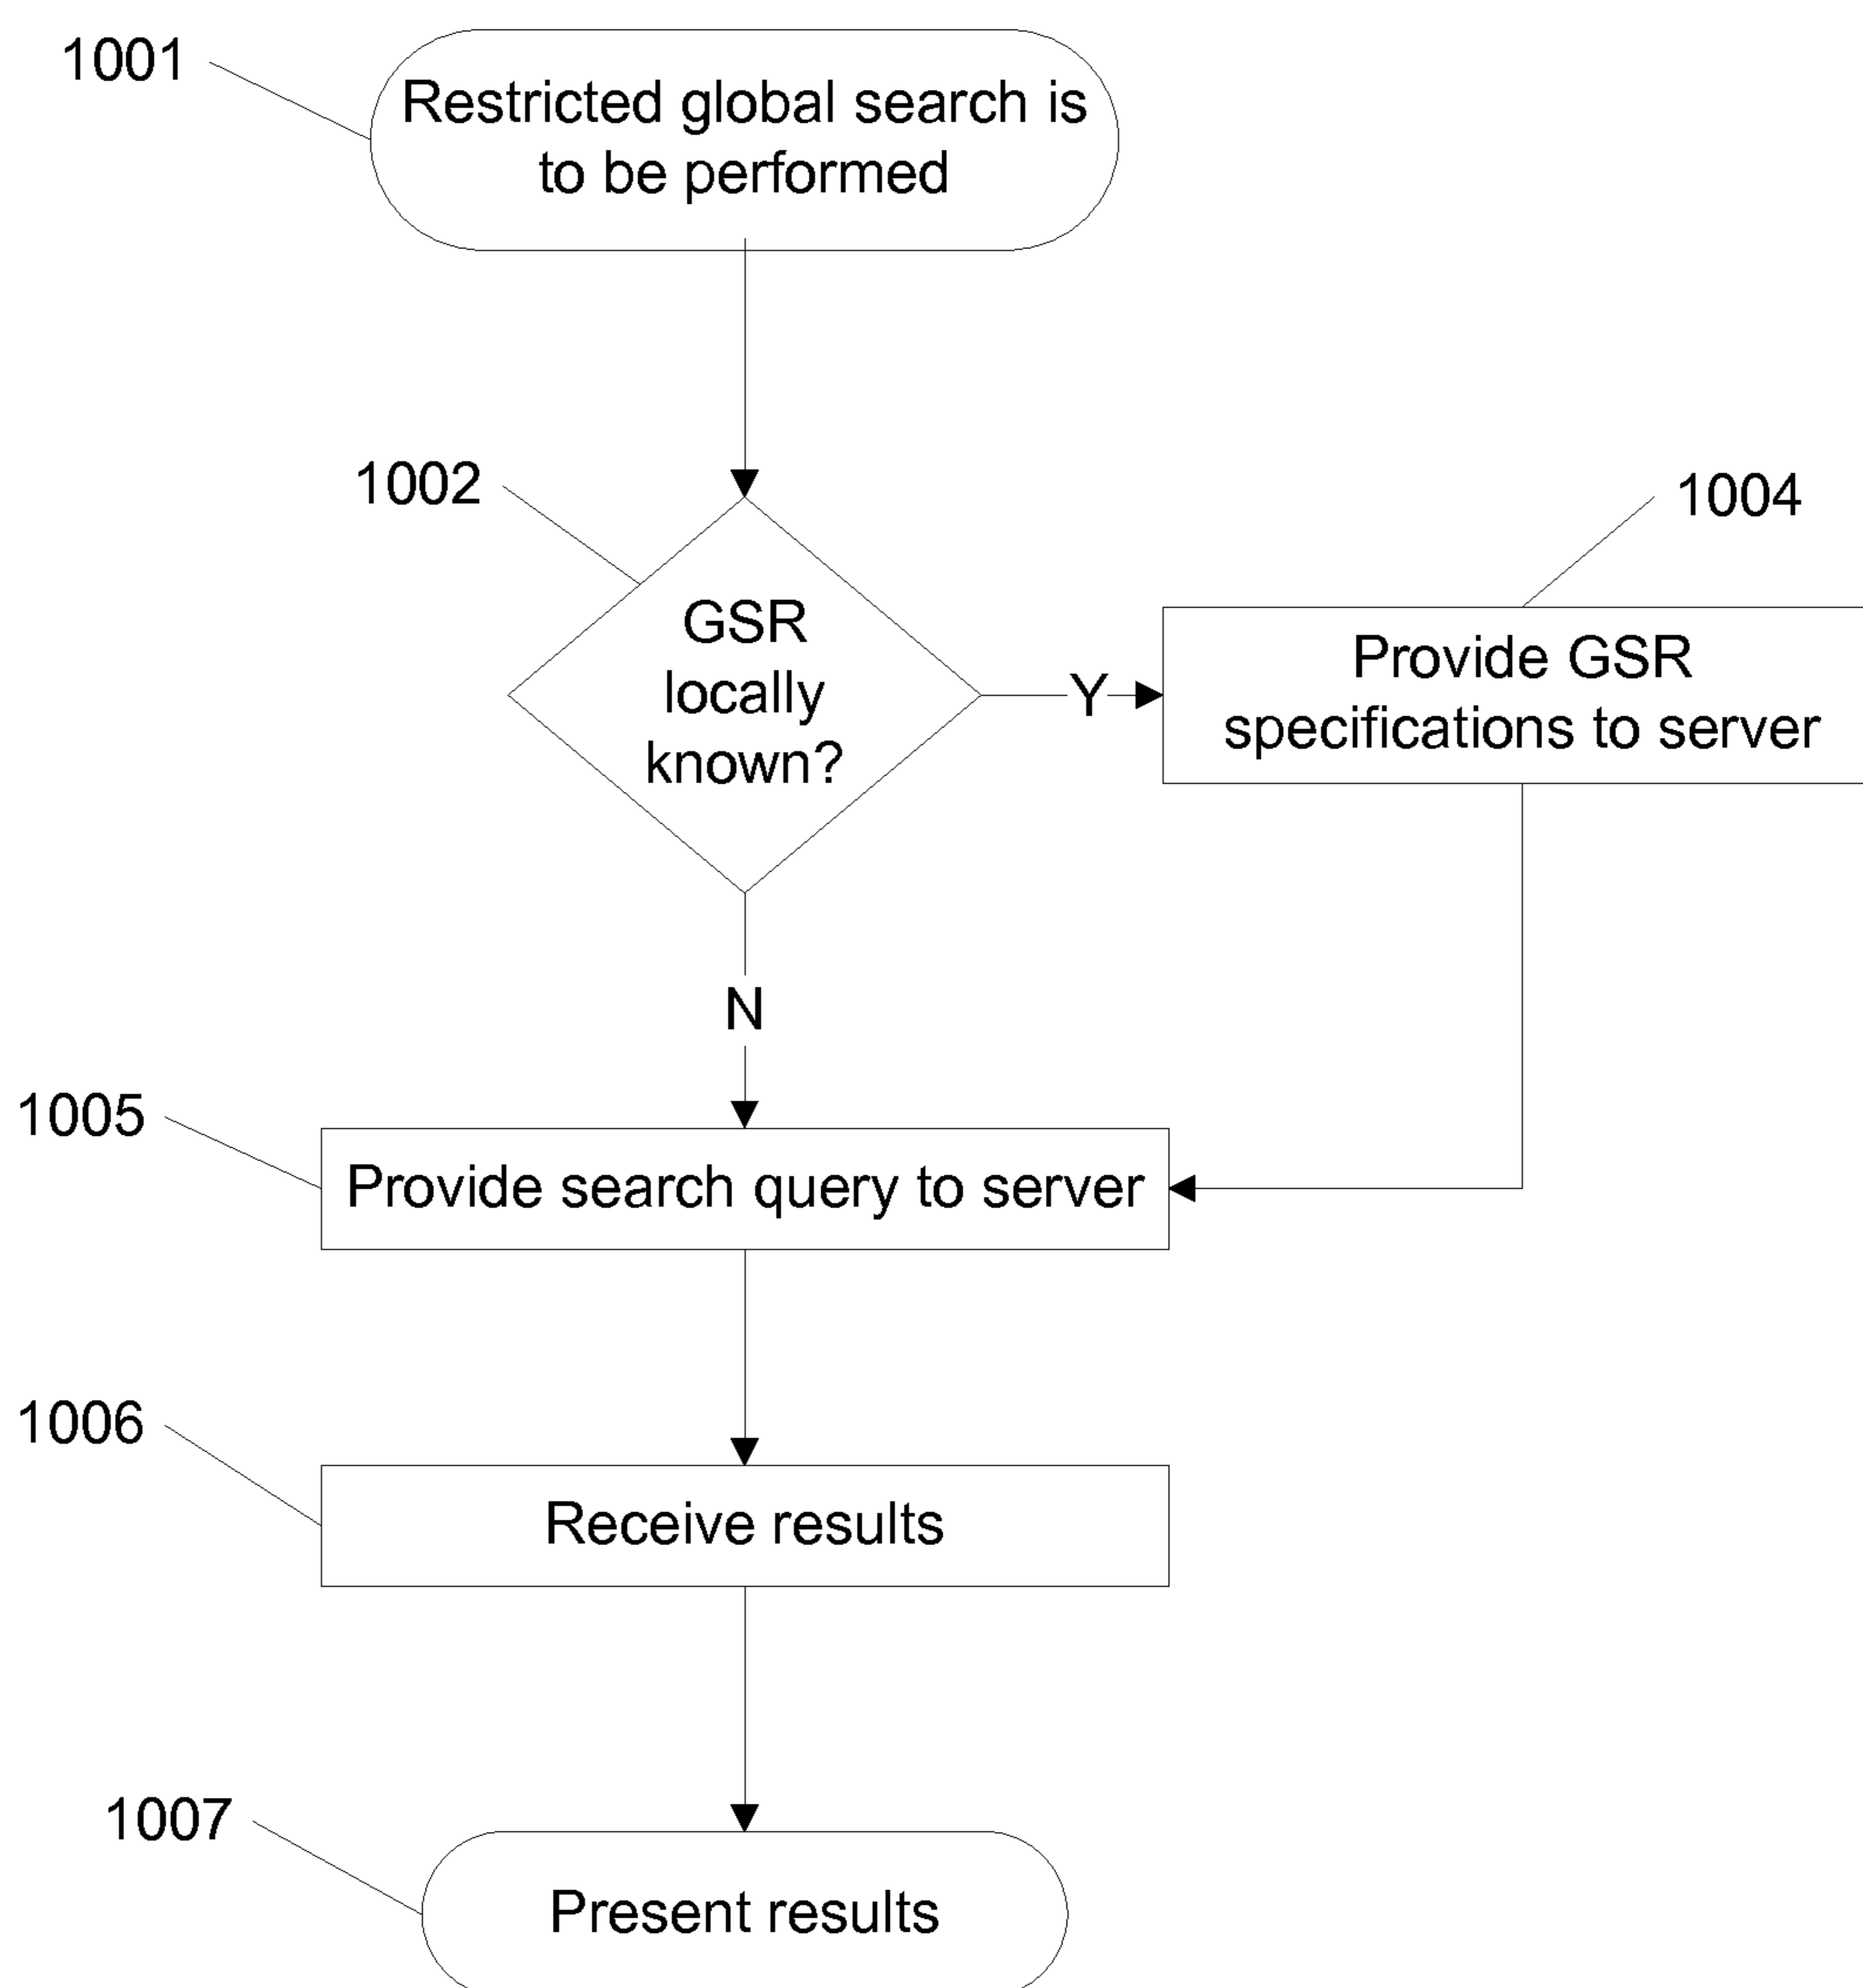 1001
Restricted global search is
to be performed
1002
1004
GSR
locally
known?
Y
Provide GSR
specifications to server
N
1005
Provide search query to server
1006
Receive results
1007
Present results